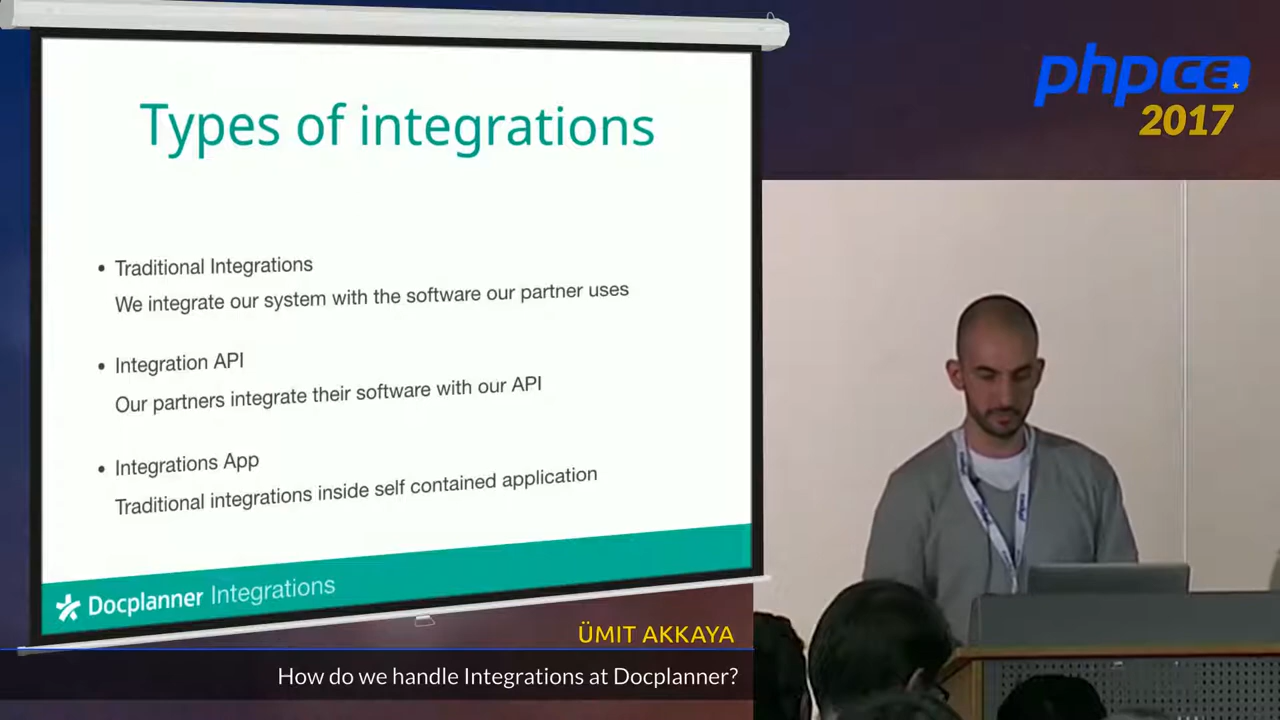 Types of integrations
• Traditional Integrations
We integrate our system with the software our partner uses
• Integration API
Our partners integrate their software with our API
• Integrations App
Traditional integrations inside self contained application
Docplanner Integrations
phpCE
2017
phpce
ÜMIT AKKAYA
How do we handle Integrations at Docplanner?